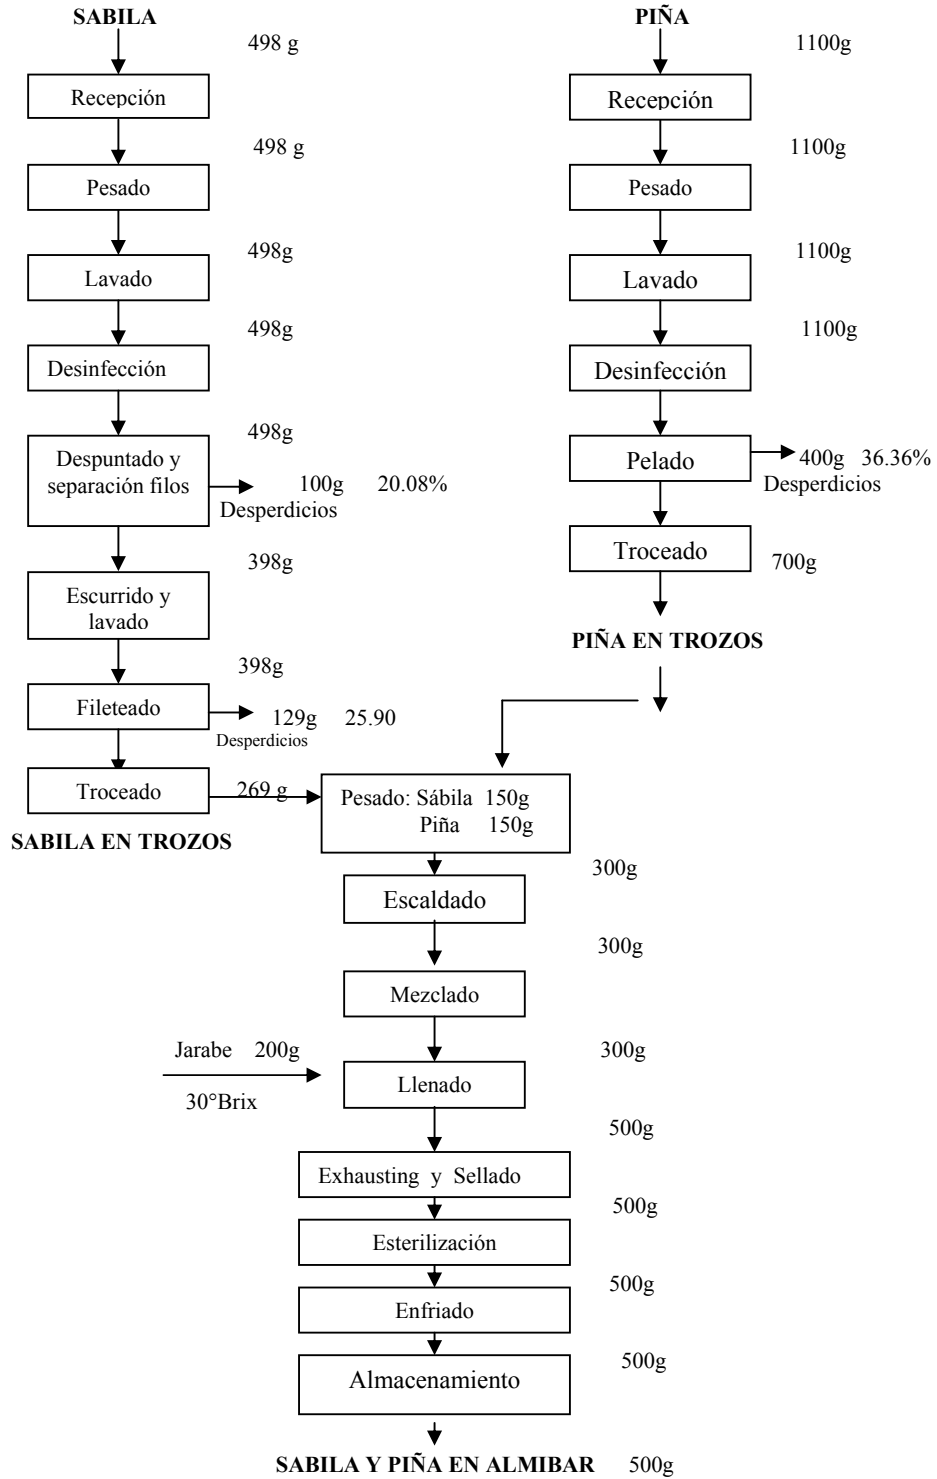 SABILA
498 g
Recepción
498 g
Pesado
498g
Lavado
498g
Desinfección
498g
Despuntado y
separación filos
100g 20.08%
Desperdicios
398g
Escurrido y
lavado
398g
Fileteado
129g 25.90
Desperdicios
Troceado
269 g
SABILA EN TROZOS
PIÑA
1100g
Recepción
1100g
Pesado
1100g
Lavado
1100g
Desinfección
Pelado
400g 36.36%
Desperdicios
Troceado
700g
PIÑA EN TROZOS
Pesado: Sábila 150g
Piña 150g
300g
Escaldado
300g
Mezclado
Jarabe 200g
30°Brix
300g
Llenado
500g
Exhausting y Sellado
500g
Esterilización
500g
Enfriado
500g
Almacenamiento
SABILA Y PIÑA EN ALMIBAR 500g